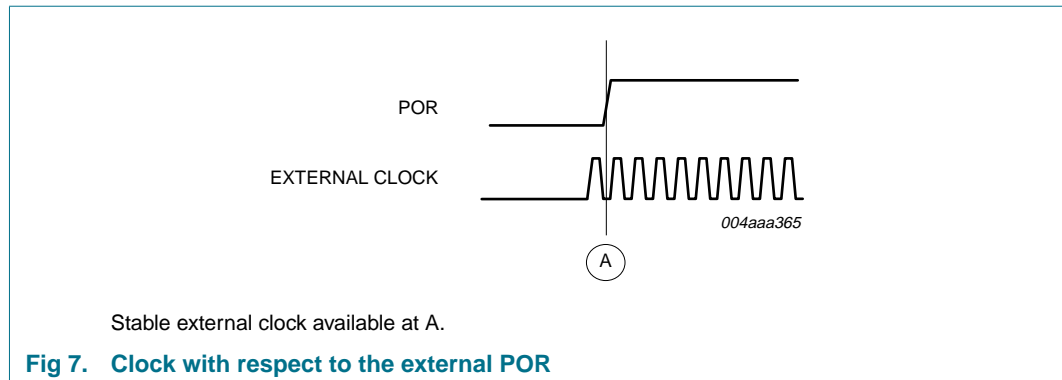 POR
EXTERNAL CLOCK
004aaa365
A
Stable external clock available at A.
Fig 7. Clock with respect to the external POR